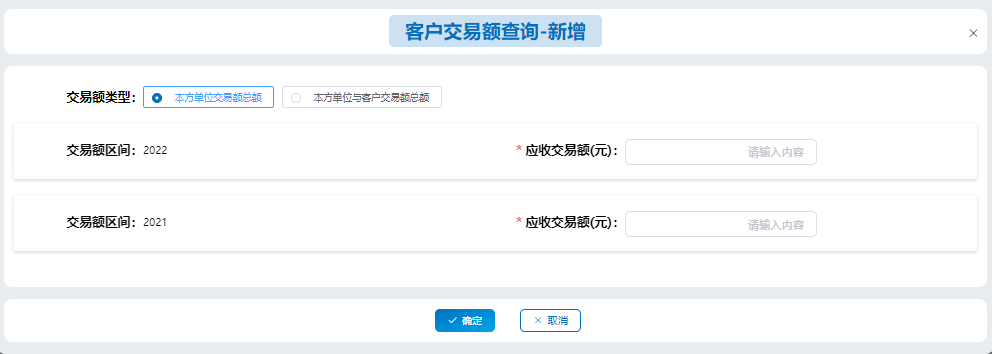 客户交易额查询-新增
交易额类型： 本方单位交易额总额 本方单位与客户交易额总额
交易额区间： 2022 * 应收交易额(元)： 请输入内容
交易额区间： 2021 * 应收交易额(元)： 请输入内容
确定 取消